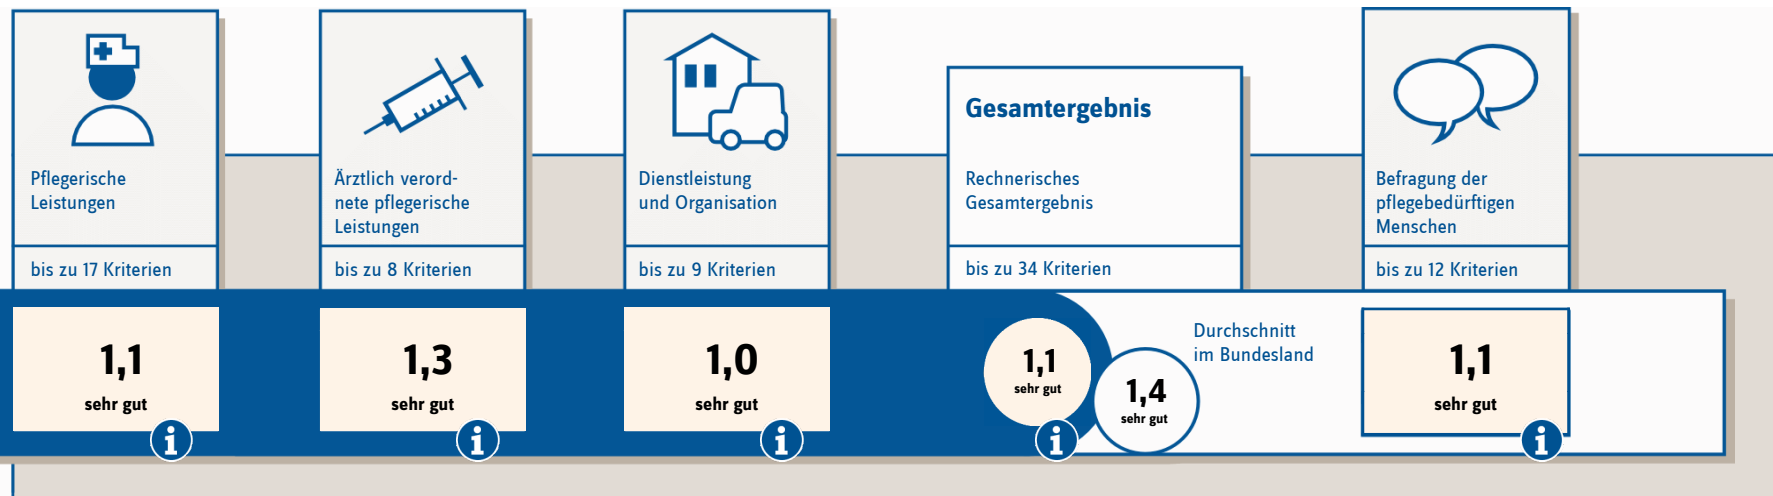 Pflegerische
Leistungen
bis zu 17 Kriterien
1,1
sehr gut
i
Ärztlich verord-
nete pflegerische
Leistungen
bis zu 8 Kriterien
1,3
sehr gut
i
Dienstleistung
und Organisation
bis zu 9 Kriterien
1,0
sehr gut
i
Gesamtergebnis
Rechnerisches
Gesamtergebnis
bis zu 34 Kriterien
1,1
sehr gut
i
1,4
sehr gut
Durchschnitt
im Bundesland
Befragung der
pflegebedürftigen
Menschen
bis zu 12 Kriterien
1,1
sehr gut
i